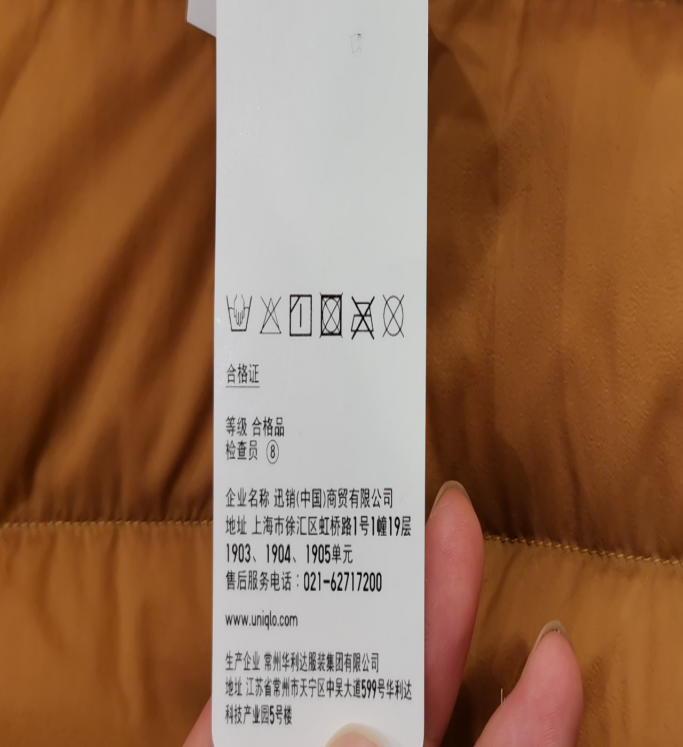 合格证
等级 合格品
检查员 ⑧
企业名称 迅销(中国)商贸有限公司
地址 上海市徐汇区虹桥路1号1幢19层
1903、1904、1905单元
售后服务电话：021-62717200
www.uniqlo.com
生产企业 常州华利达服装集团有限公司
地址 江苏省常州市天宁区中吴大道599号华利达
科技产业园5号楼